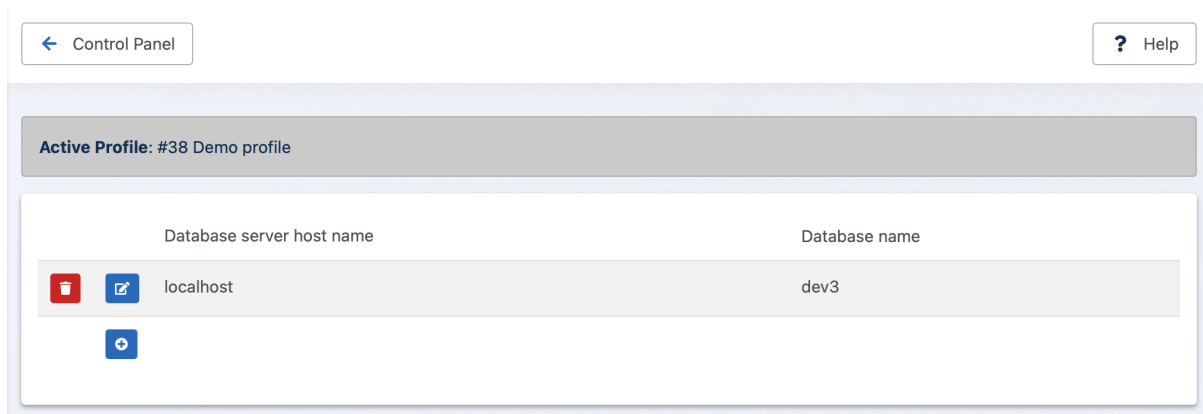 Control Panel
? Help
Active Profile: #38 Demo profile
Database server host name Database name
localhost dev3